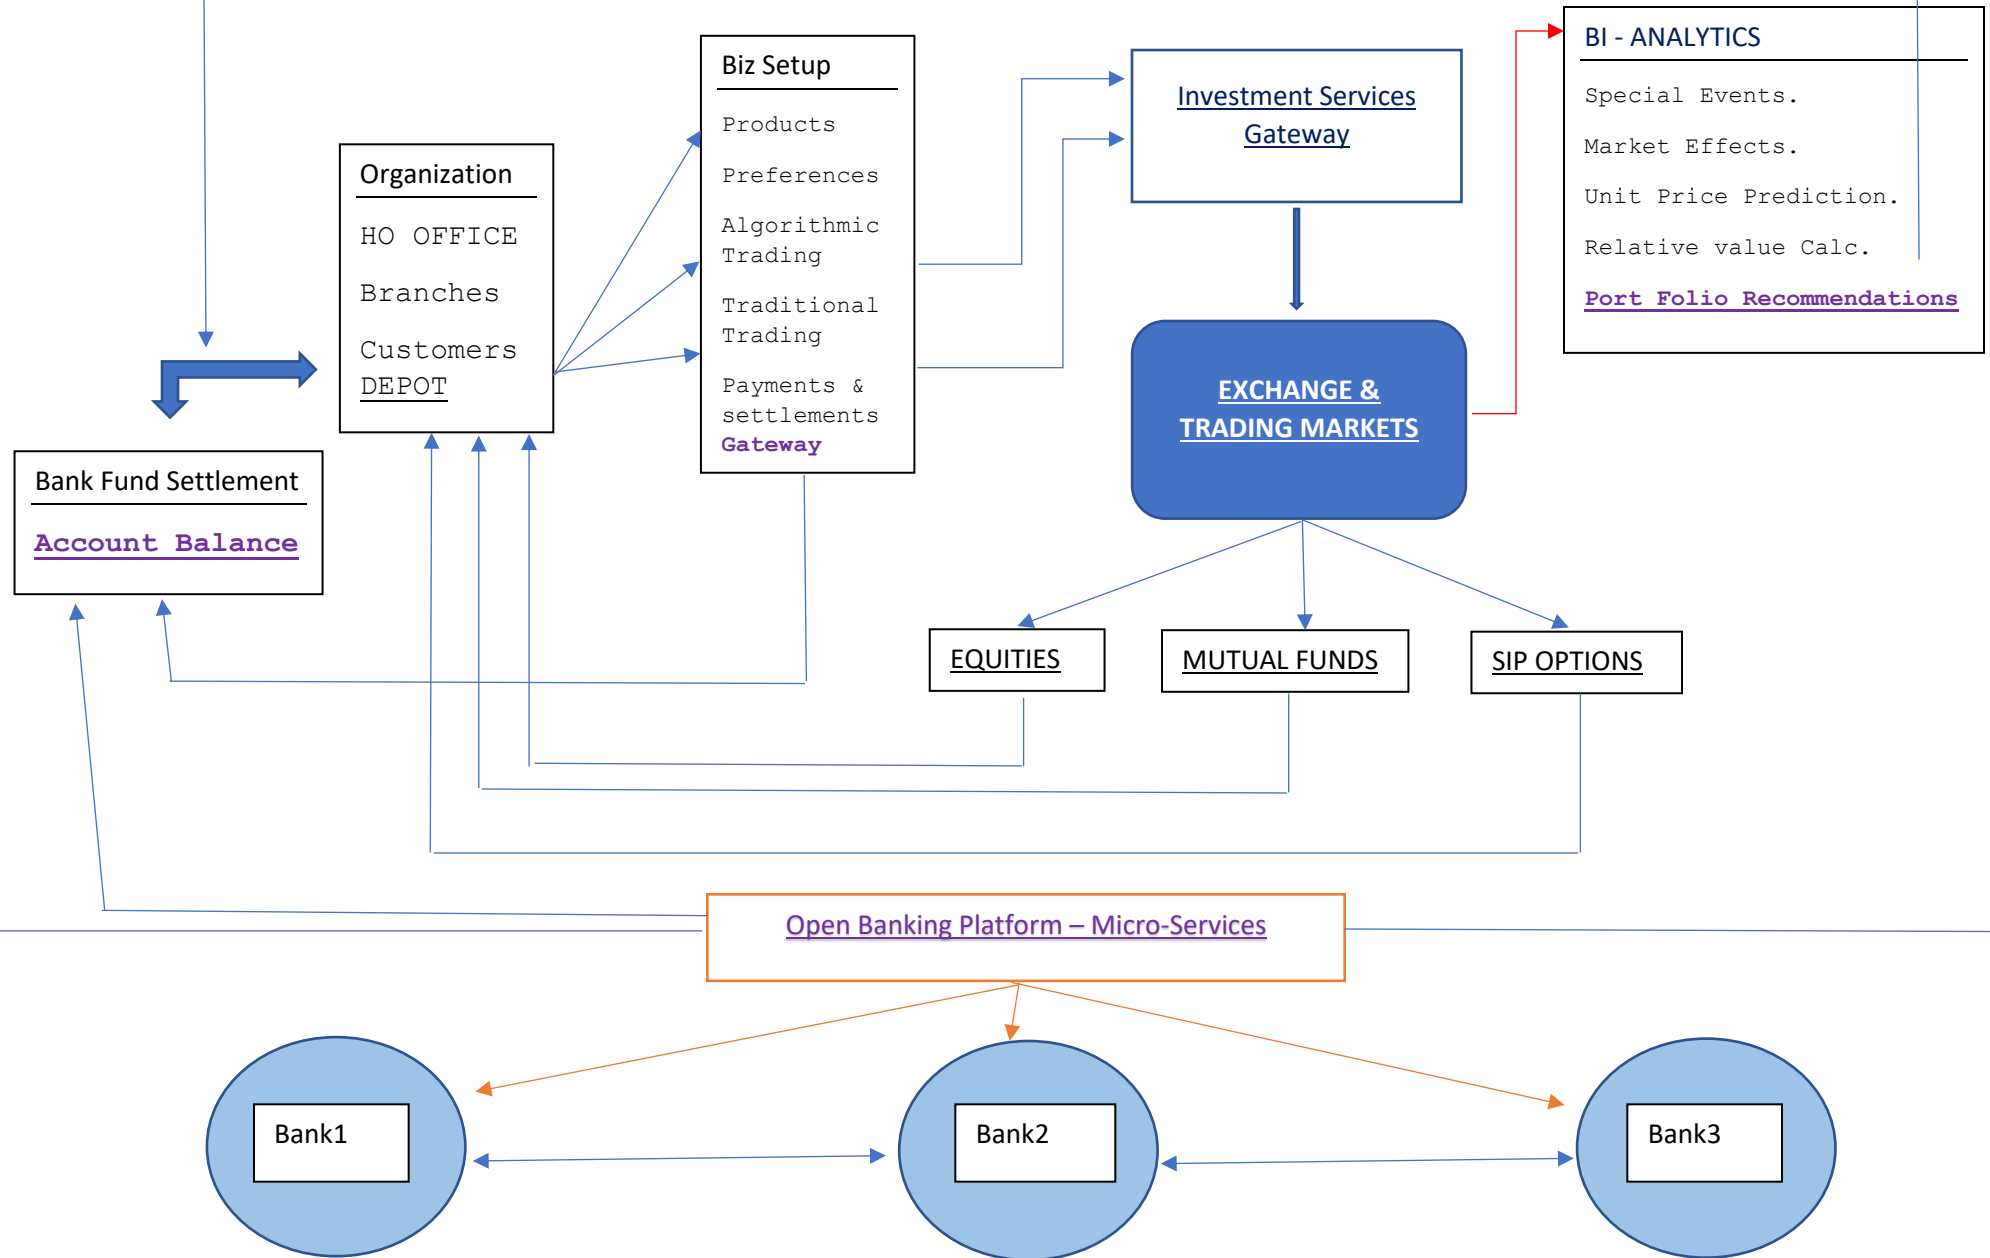 BI - ANALYTICS
Special Events.
Market Effects.
Unit Price Prediction.
Relative value Calc.
Port Folio Recommendations
Biz Setup
Products
Preferences
Algorithmic
Trading
Traditional
Trading
Payments &
settlements
Gateway
Investment Services
Gateway
Organization
HO OFFICE
Branches
Customers
DEPOT
EXCHANGE &
TRADING MARKETS
Bank Fund Settlement
Account Balance
EQUITIES
MUTUAL FUNDS
SIP OPTIONS
Open Banking Platform – Micro-Services
Bank1
Bank2
Bank3